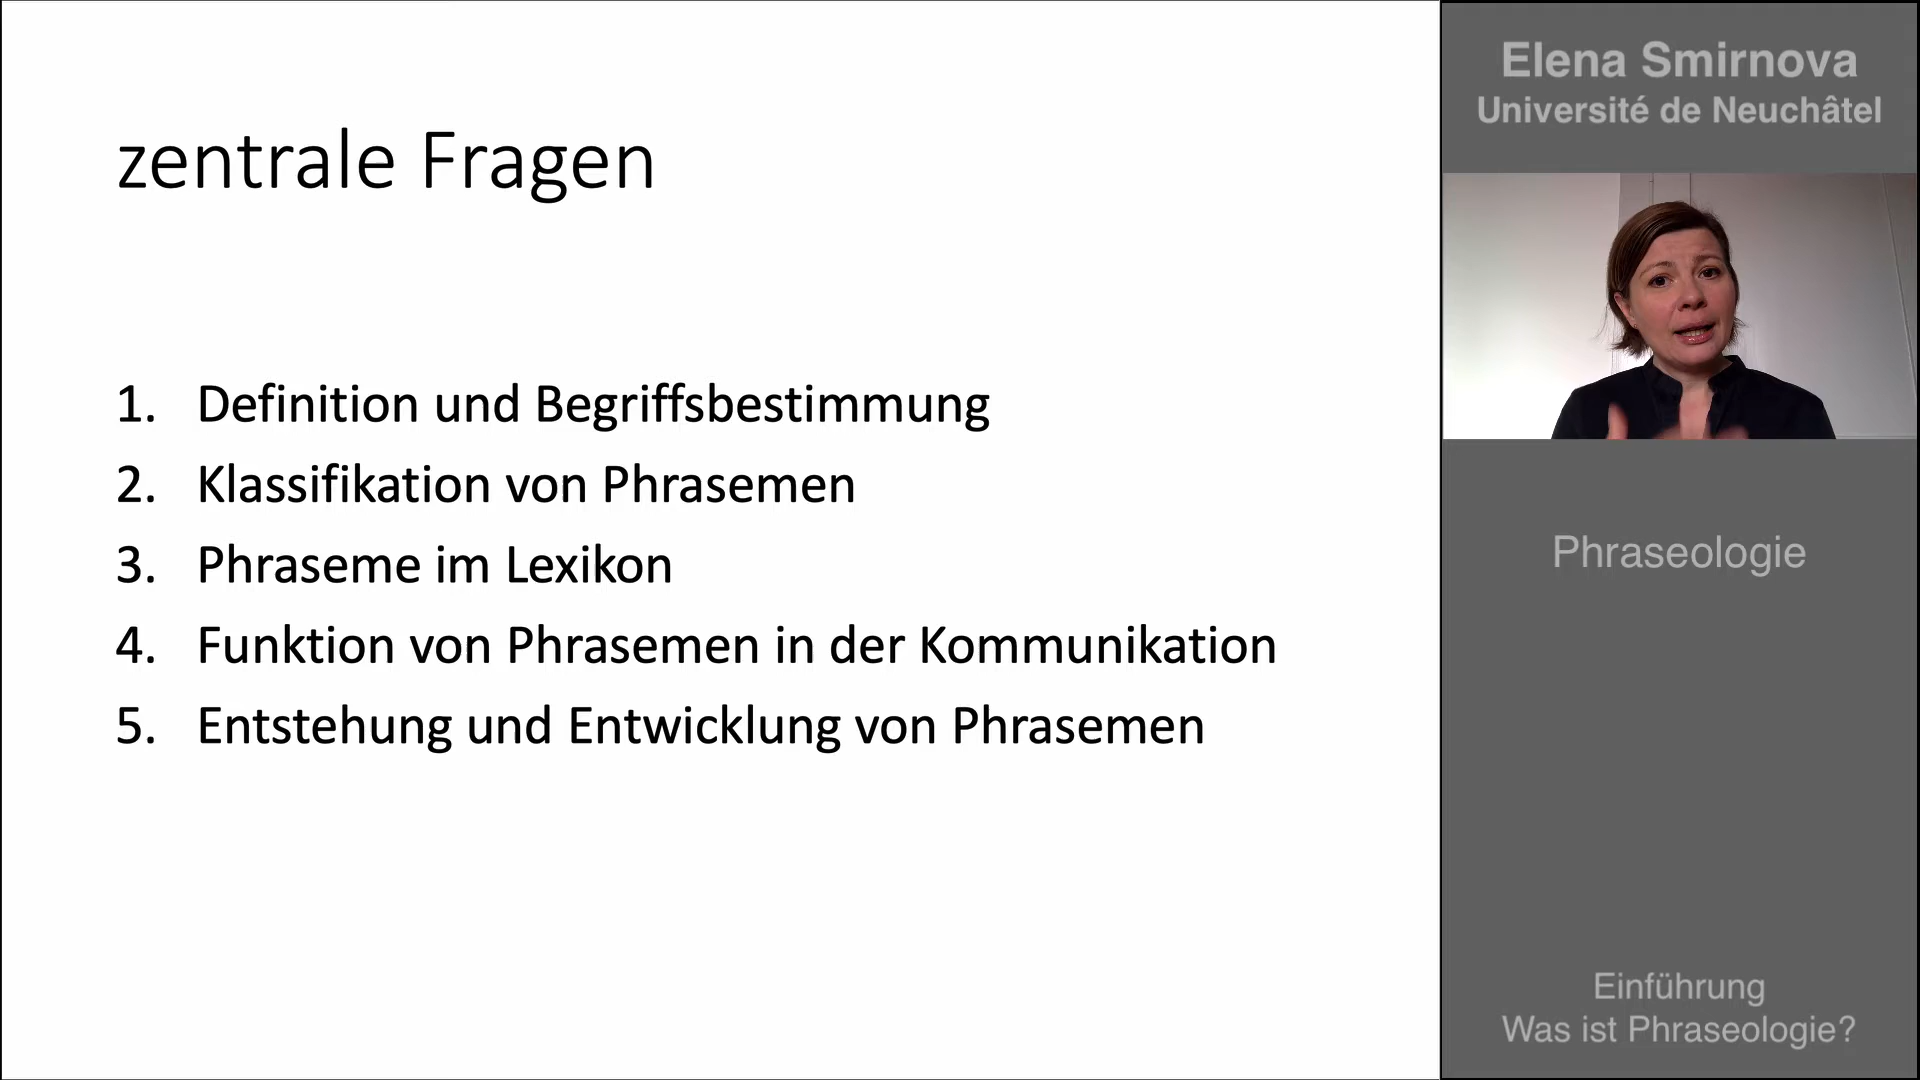 zentrale Fragen
1. Definition und Begriffsbestimmung
2. Klassifikation von Phrasemen
3. Phraseme im Lexikon
4. Funktion von Phrasemen in der Kommunikation
5. Entstehung und Entwicklung von Phrasemen
Elena Smirnova
Université de Neuchâtel
Phraseologie
Einführung
Was ist Phraseologie?